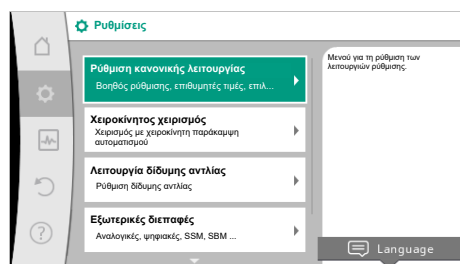 Ρυθμίσεις
Ρύθμιση κανονικής λειτουργίας
Βοηθός ρύθμισης, επιθυμητές τιμές, επιλ...
Χειροκίνητος χειρισμός
Χειρισμός με χειροκίνητη παράκαμψη
αυτοματισμού
Λειτουργία δίδυμης αντλίας
Ρύθμιση δίδυμης αντλίας
Εξωτερικές διεπαφές
Αναλογικές, ψηφιακές, SSM, SBM ...
Μενού για τη ρύθμιση των
λειτουργιών ρύθμισης.
Language